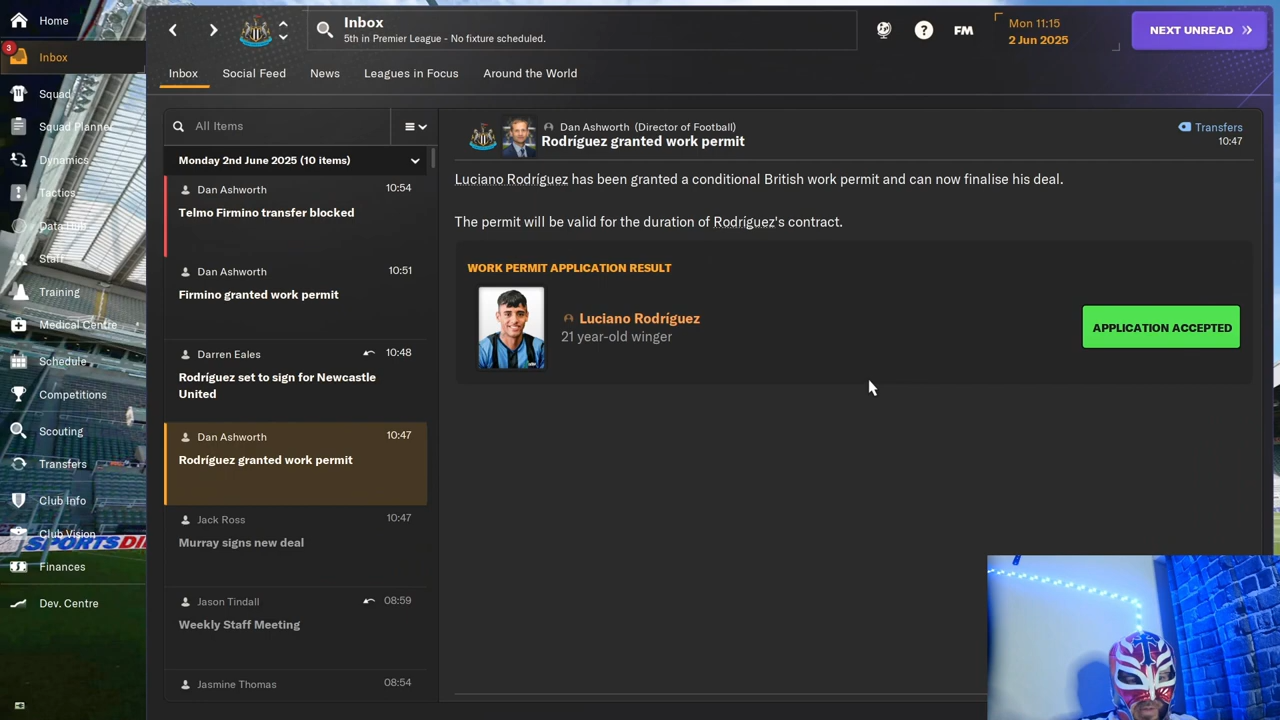 Home
3
Inbox
Squad
Squad Planner
Dynamics
Tactics
Data Hub
Staff
Training
Medical Centre
Schedule
Competitions
Scouting
Transfers
Club Info
Club Vision
SPORTSDI
Finances
Dev. Centre
Inbox
5th in Premier League - No fixture scheduled.
?
FM
Mon 11:15
2 Jun 2025
NEXT UNREAD
Inbox
Social Feed
News
Leagues in Focus
Around the World
All Items
Monday 2nd June 2025 (10 items)
Dan Ashworth 10:54
Telmo Firmino transfer blocked
Dan Ashworth 10:51
Firmino granted work permit
Darren Eales 10:48
Rodríguez set to sign for Newcastle
United
Dan Ashworth 10:47
Rodríguez granted work permit
Jack Ross 10:47
Murray signs new deal
Jason Tindall 08:59
Weekly Staff Meeting
Jasmine Thomas 08:54
Dan Ashworth (Director of Football)
Rodríguez granted work permit
Transfers
10:47
Luciano Rodríguez has been granted a conditional British work permit and can now finalise his deal.
The permit will be valid for the duration of Rodríguez's contract.
WORK PERMIT APPLICATION RESULT
Luciano Rodríguez
21 year-old winger
APPLICATION ACCEPTED